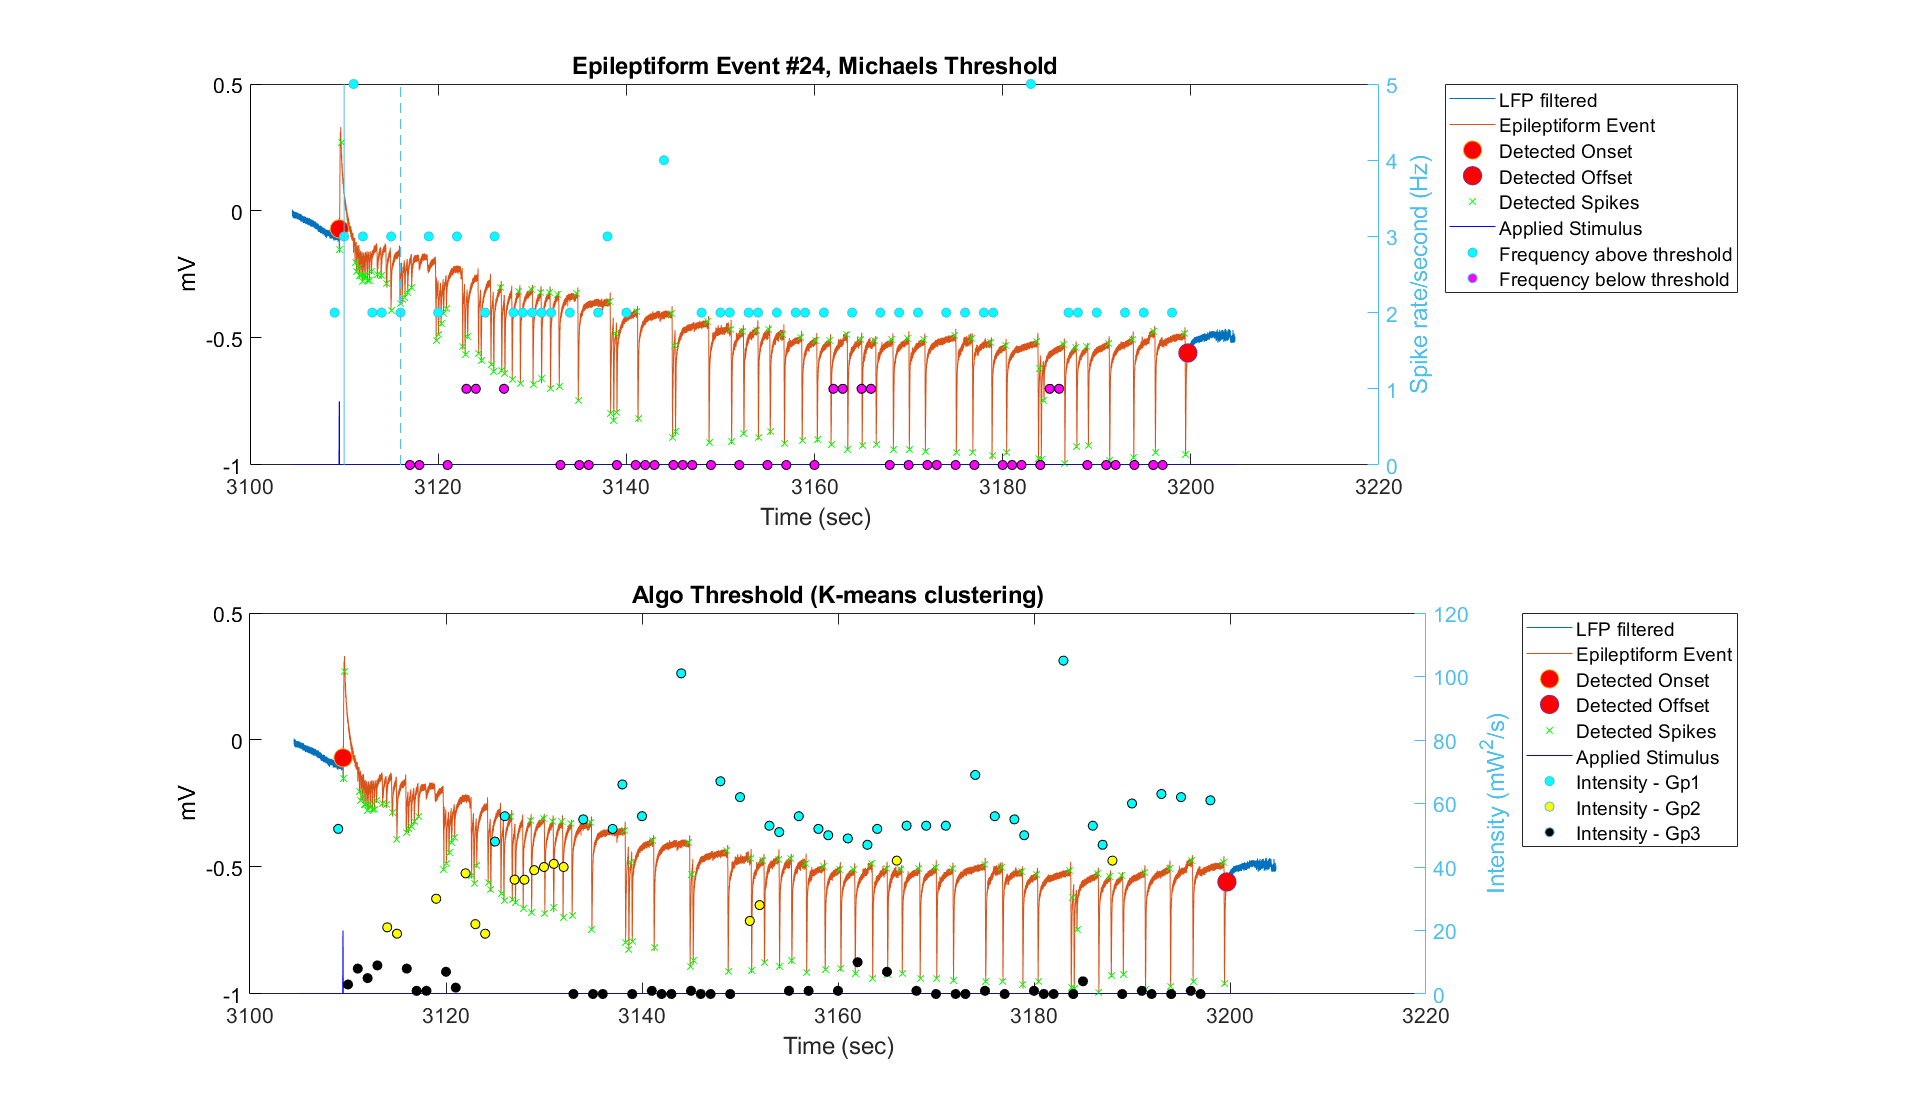 Epileptiform Event #24, Michaels Threshold
0.5
0
-0.5
-1
mV
3100
3120
3140
3160
3180
3200
3220
Time (sec)
5
4
3
2
1
0
Spike rate/second (Hz)
LFP filtered
Epileptiform Event
Detected Onset
Detected Offset
Detected Spikes
Applied Stimulus
Frequency above threshold
Frequency below threshold
Algo Threshold (K-means clustering)
0.5
0
-0.5
-1
mV
3100
3120
3140
3160
3180
3200
3220
Time (sec)
120
100
80
60
40
20
0
Intensity (mW²/s)
LFP filtered
Epileptiform Event
Detected Onset
Detected Offset
Detected Spikes
Applied Stimulus
Intensity - Gp1
Intensity - Gp2
Intensity - Gp3